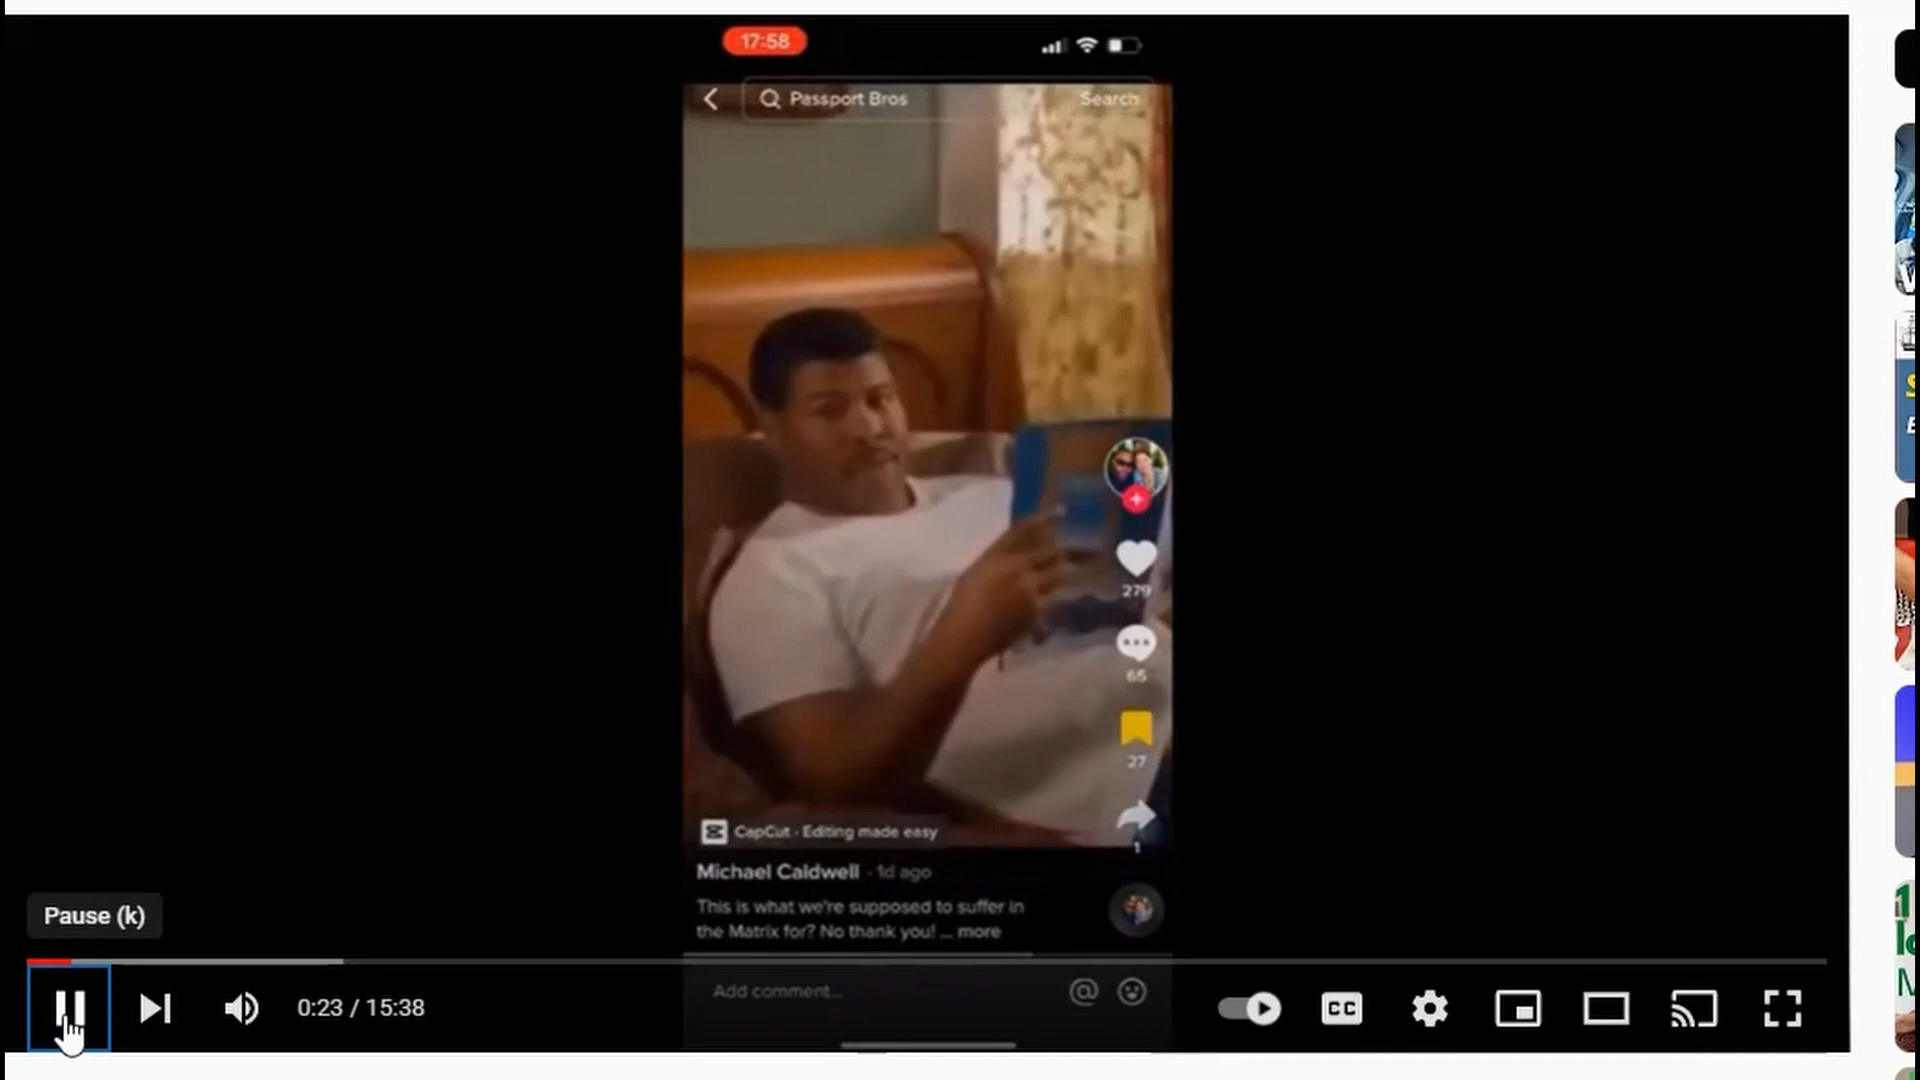 17:58
Passport Bros
Search
279
65
27
1
CapCut · Editing made easy
Michael Caldwell · 1d ago
This is what we're supposed to suffer in
the Matrix for? No thank you! ... more
Add comment...
Pause (k)
0:23 / 15:38
CC